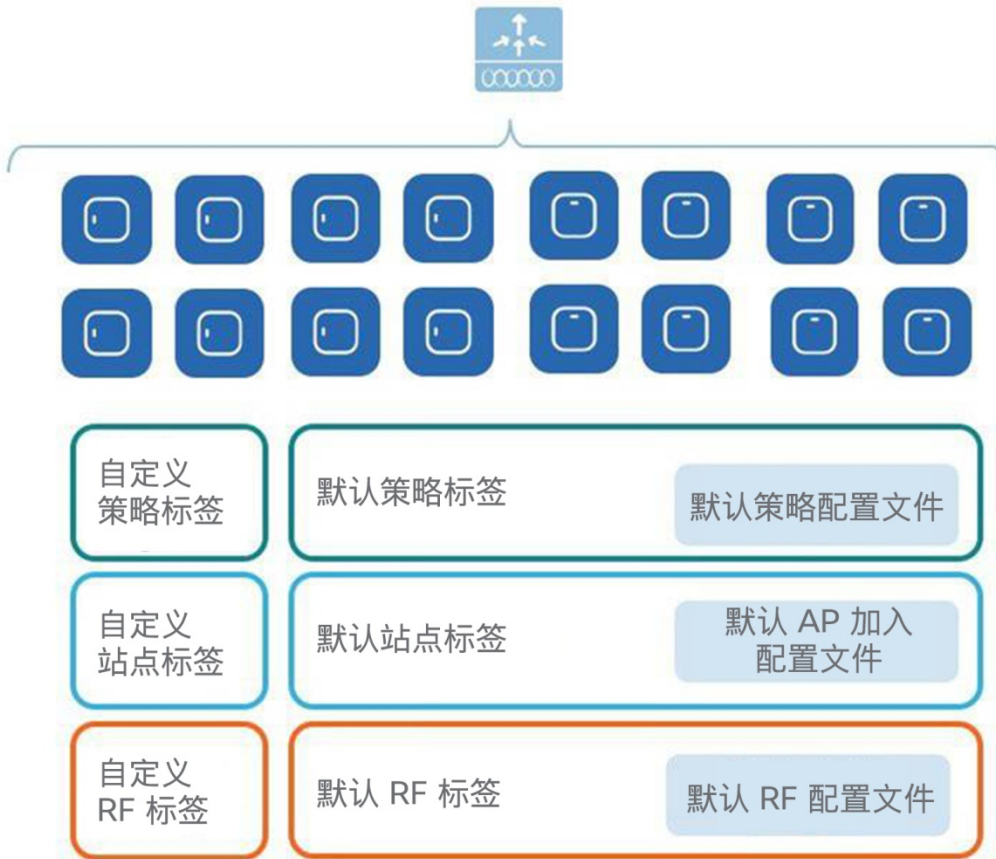 自定义
策略标签
默认策略标签
默认策略配置文件
自定义
站点标签
默认站点标签
默认 AP 加入
配置文件
自定义
RF 标签
默认 RF 标签
默认 RF 配置文件